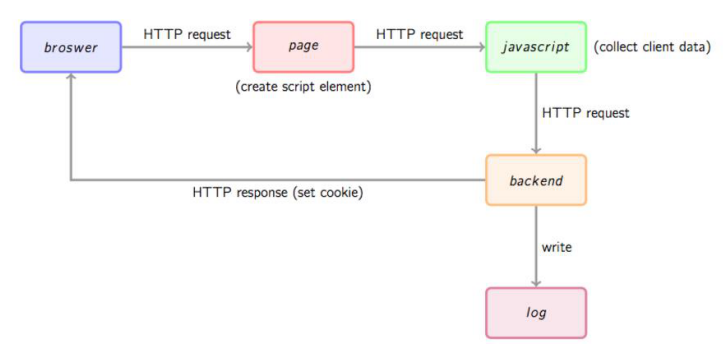 HTTP request
HTTP request
broswer
page
javascript
(collect client data)
(create script element)
HTTP request
backend
HTTP response (set cookie)
write
log